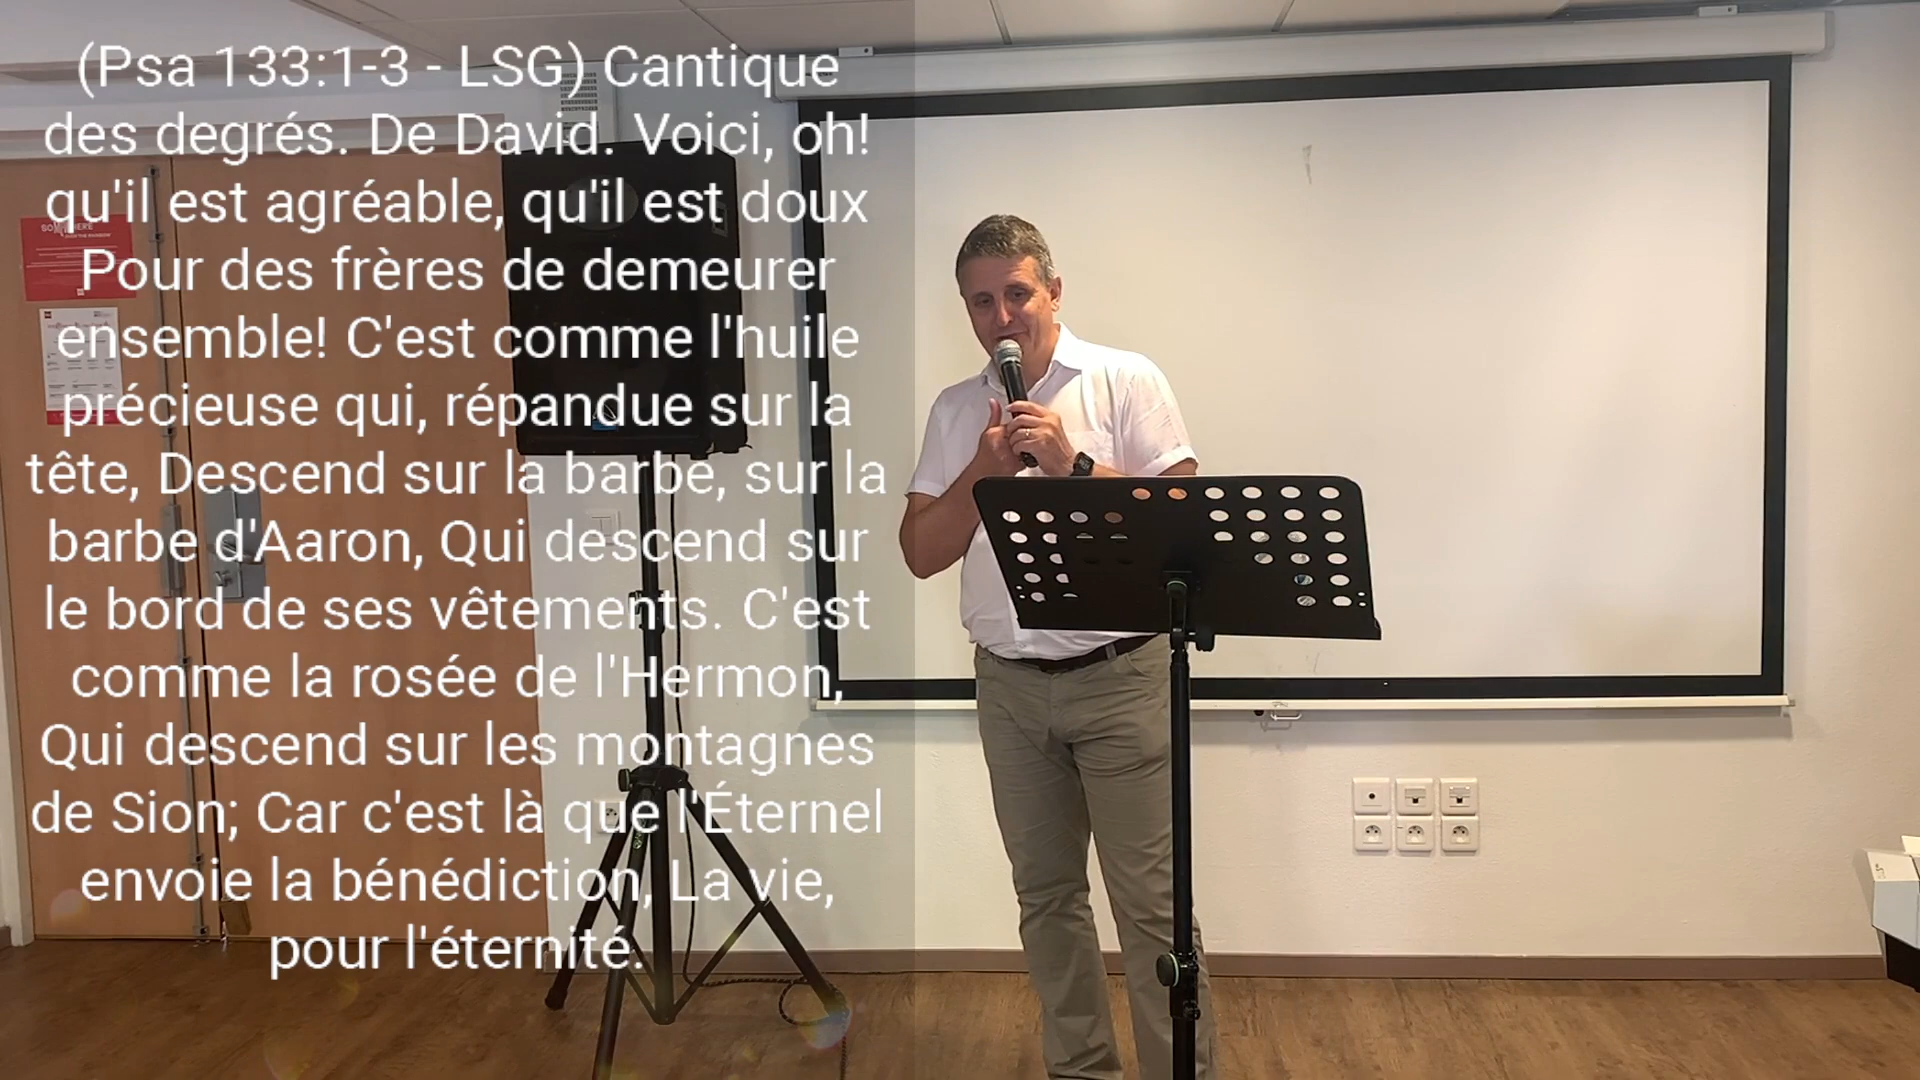 (Psa 133:1-3 - LSG) Cantique
des degrés. De David. Voici, oh!
qu'il est agréable, qu'il est doux
Pour des frères de demeurer
ensemble! C'est comme l'huile
précieuse qui, répandue sur la
tête, Descend sur la barbe, sur la
barbe d'Aaron, Qui descend sur
le bord de ses vêtements. C'est
comme la rosée de l'Hermon,
Qui descend sur les montagnes
de Sion; Car c'est là que l'Éternel
envoie la bénédiction, La vie,
pour l'éternité.